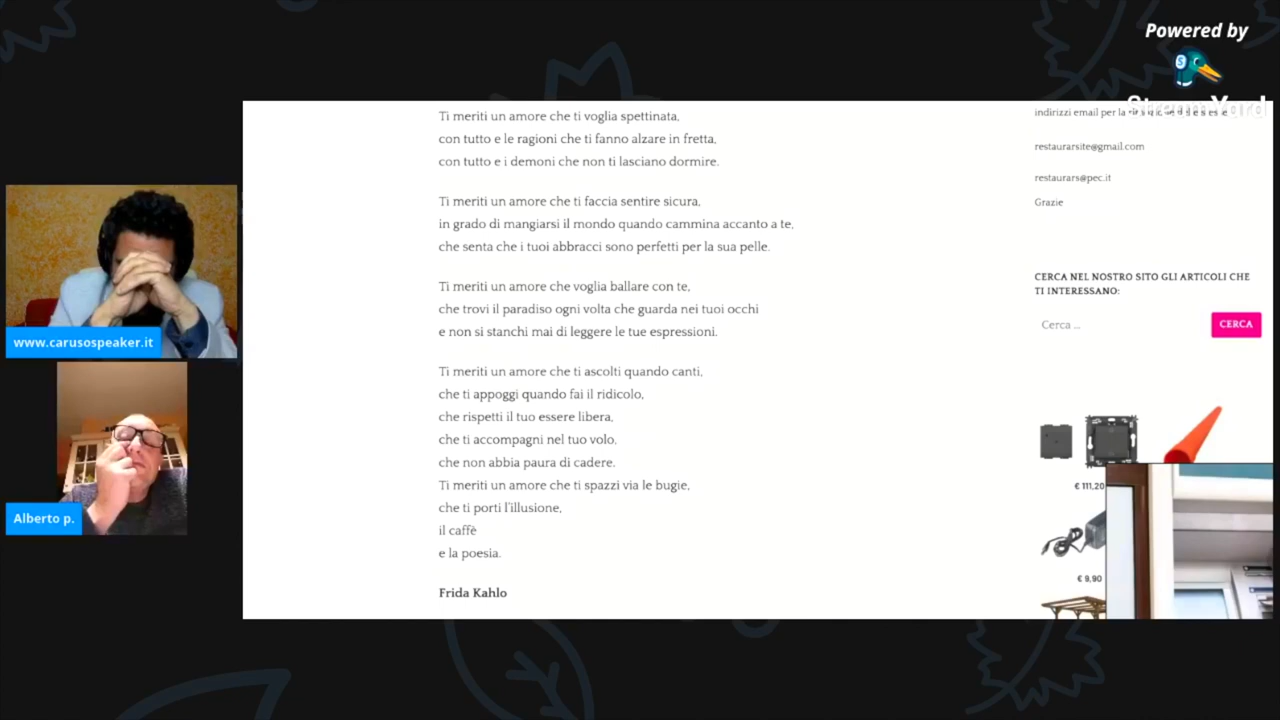 Powered by
StreamYard
Ti meriti un amore che ti voglia spettinata,
con tutto e le ragioni che ti fanno alzare in fretta,
con tutto e i demoni che non ti lasciano dormire.
Ti meriti un amore che ti faccia sentire sicura,
in grado di mangiarsi il mondo quando cammina accanto a te,
che senta che i tuoi abbracci sono perfetti per la sua pelle.
Ti meriti un amore che voglia ballare con te,
che trovi il paradiso ogni volta che guarda nei tuoi occhi
e non si stanchi mai di leggere le tue espressioni.
Ti meriti un amore che ti ascolti quando canti,
che ti appoggi quando fai il ridicolo,
che rispetti il tuo essere libera,
che ti accompagni nel tuo volo,
che non abbia paura di cadere.
Ti meriti un amore che ti spazzi via le bugie,
che ti porti l'illusione,
il caffè
e la poesia.
Frida Kahlo
indirizzi email per la
restaurarsite@gmail.com
restaurars@pec.it
Grazie
CERCA NEL NOSTRO SITO GLI ARTICOLI CHE
TI INTERESSANO:
Cerca ...
CERCA
€ 111,20
€ 9,90
www.carusospeaker.it
Alberto p.